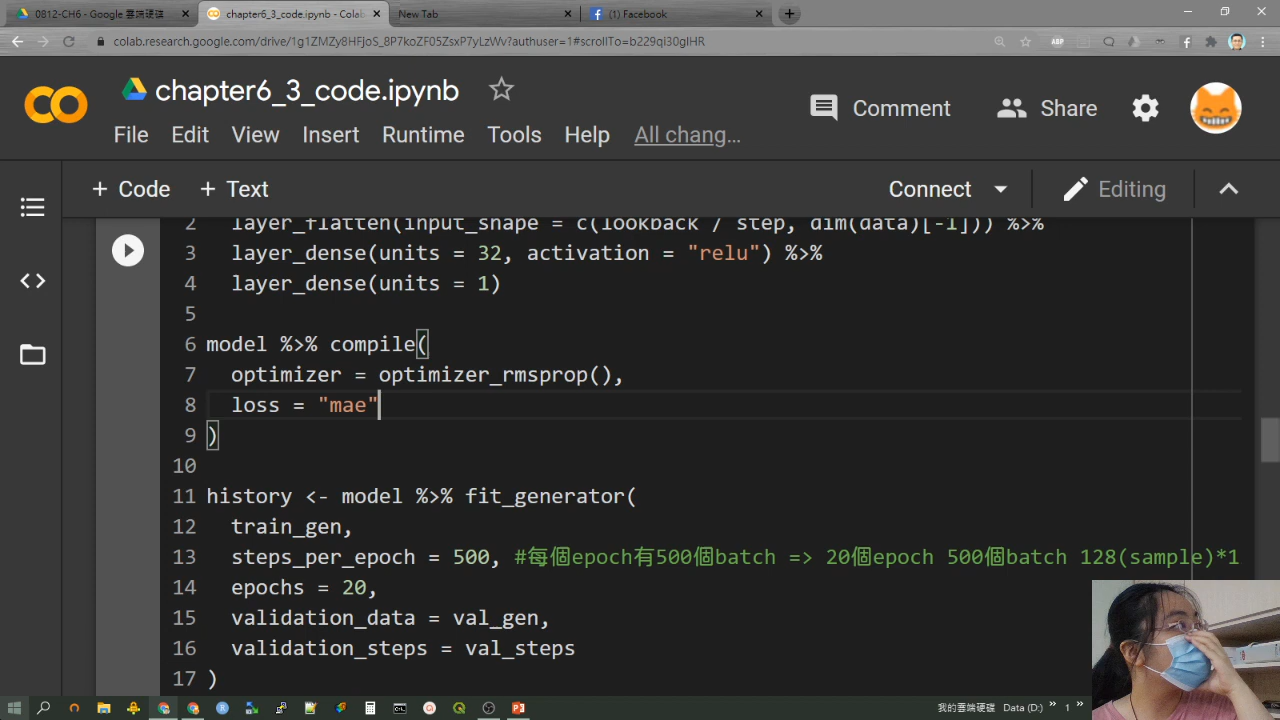 0812-CH6 - Google 雲端硬碟
chapter6_3_code.ipynb - Colab
New Tab
(1) Facebook
colab.research.google.com/drive/1g1ZMZy8HFjoS_8P7koZF05ZsxP7yLzWv?authuser=1#scrollTo=b229qi30gIHR
ABP
chapter6_3_code.ipynb
Comment
Share
File Edit View Insert Runtime Tools Help All chang…
+ Code + Text
Connect
Editing
2 layer_flatten(input_shape = c(lookback / step, dim(data)[-1])) %>%
3 layer_dense(units = 32, activation = "relu") %>%
4 layer_dense(units = 1)
5
6 model %>% compile(
7 optimizer = optimizer_rmsprop(),
8 loss = "mae"
9 )
10
11 history <- model %>% fit_generator(
12 train_gen,
13 steps_per_epoch = 500, #每個epoch有500個batch => 20個epoch 500個batch 128(sample)*1
14 epochs = 20,
15 validation_data = val_gen,
16 validation_steps = val_steps
17 )
我的雲端硬碟 Data (D:) » 1 »